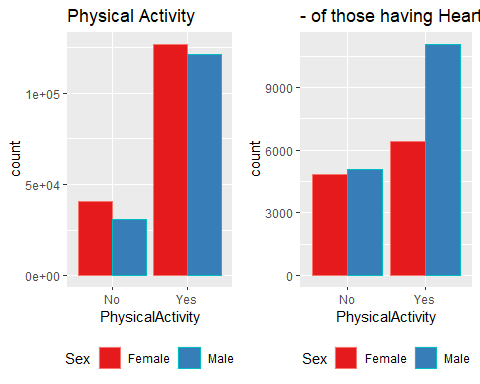 Physical Activity
1e+05
5e+04
0e+00
count
No Yes
PhysicalActivity
Sex Female Male
- of those having Heart
9000
6000
3000
0
count
No Yes
PhysicalActivity
Sex Female Male